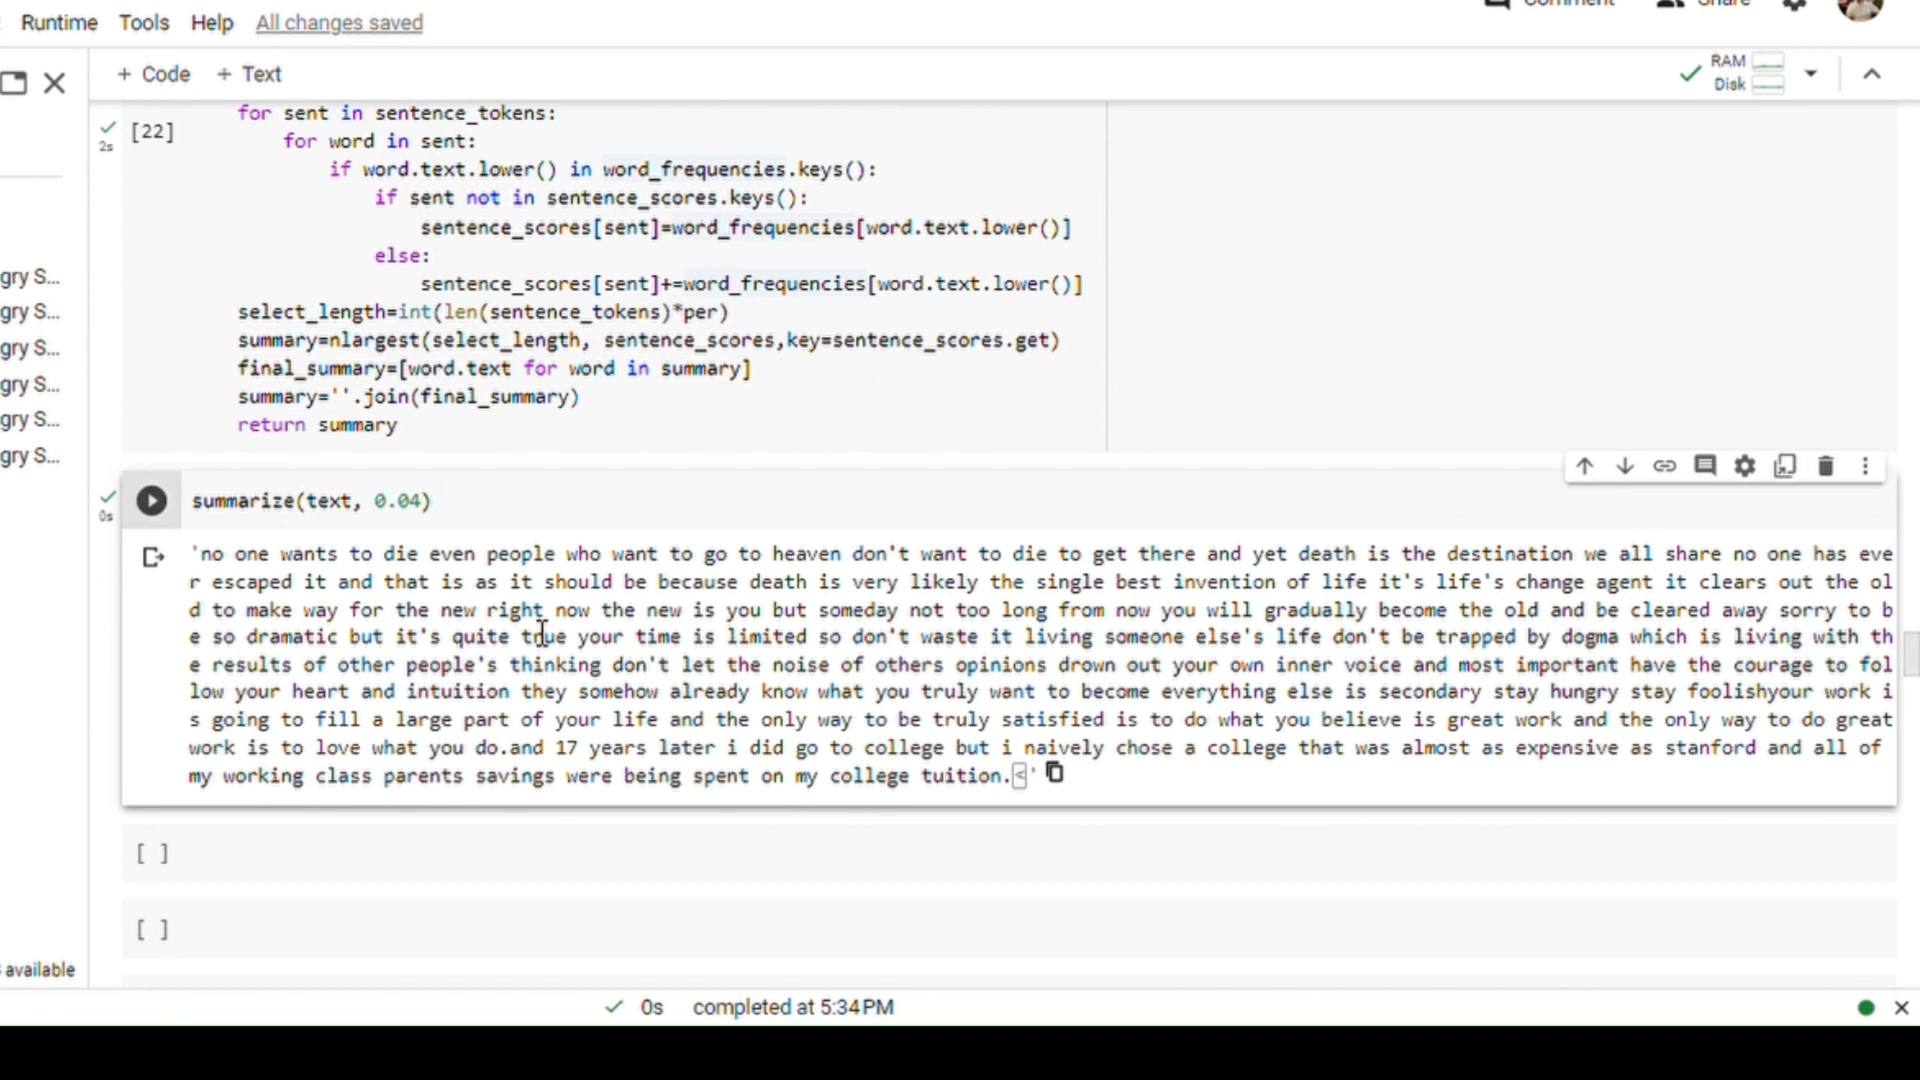 Runtime Tools Help All changes saved Comment Share
+ Code + Text RAM
Disk
for sent in sentence_tokens:
[22] for word in sent:
2s
if word.text.lower() in word_frequencies.keys():
if sent not in sentence_scores.keys():
sentence_scores[sent]=word_frequencies[word.text.lower()]
else:
sentence_scores[sent]+=word_frequencies[word.text.lower()]
select_length=int(len(sentence_tokens)*per)
summary=nlargest(select_length, sentence_scores,key=sentence_scores.get)
final_summary=[word.text for word in summary]
summary=''.join(final_summary)
return summary
gry S...
gry S...
gry S...
gry S...
gry S...
gry S...
summarize(text, 0.04)
0s
'no one wants to die even people who want to go to heaven don't want to die to get there and yet death is the destination we all share no one has eve
r escaped it and that is as it should be because death is very likely the single best invention of life it's life's change agent it clears out the ol
d to make way for the new right now the new is you but someday not too long from now you will gradually become the old and be cleared away sorry to b
e so dramatic but it's quite true your time is limited so don't waste it living someone else's life don't be trapped by dogma which is living with th
e results of other people's thinking don't let the noise of others opinions drown out your own inner voice and most important have the courage to fol
low your heart and intuition they somehow already know what you truly want to become everything else is secondary stay hungry stay foolishyour work i
s going to fill a large part of your life and the only way to be truly satisfied is to do what you believe is great work and the only way to do great
work is to love what you do.and 17 years later i did go to college but i naively chose a college that was almost as expensive as stanford and all of
my working class parents savings were being spent on my college tuition.<'
[ ]
[ ]
available
0s completed at 5:34 PM